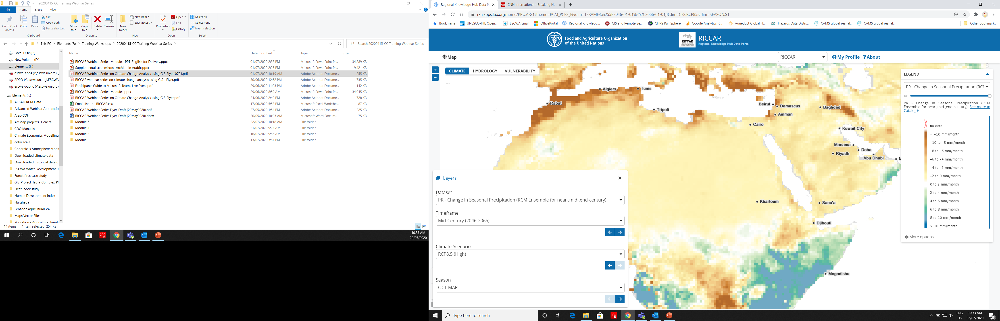 20200415_CC Training Webinar Series
File Home Share View
Pin to Quick access
Copy
Paste
Cut
Copy path
Paste shortcut
Clipboard
Move to
Copy to
Delete
Rename
Organise
New folder
New item
Easy access
New
Properties
Open
Edit
History
Open
Select all
Select none
Invert selection
Select
This PC > Elements (F:) > Training Workshops > 20200415_CC Training Webinar Series >
Search 20200415_CC Training Webinar Series
Local Disk (C:)
New Volume (D:)
Elements (F:)
escwa-apps (\\escwa.un.org) (
SDPD (\\escwa.un.org\ESCWA
escwa-public (\\escwa.un.org)
Elements (F:)
ACSAD RCM Data
Advanced Webinar Applicatio
Arab COF
ArcMap projects- General
CDO Manuals
Climate Economics Modelling
color scale
Copernicus Atmosphere Moni
Downloaded climate data
Downloaded historical data C
ESCWA Water Development R
Forest fires case study
GIS_Project_Tadla_Complex_Ph
Heat index study
Human Development Index
Hurghada
Lebanon agricultural VA
Maps Vector Files
Migration - Agricultural Emplo
Name Date modified Type Size
RICCAR Webinar Series-Module1-PPT-English for Delivery.pptx 01/07/2020 2:38 PM Microsoft PowerPoint Pr... 34,289 KB
Supplemental screenshots- ArcMap in Arabic.pptx 01/07/2020 2:25 PM Microsoft PowerPoint Pr... 9,421 KB
RICCAR Webinar Series on Climate Change Analysis using GIS-Flyer-0701.pdf 01/07/2020 10:19 AM Adobe Acrobat Docume... 255 KB
RICCAR webinar series on climate change analysis using GIS - Flyer.pdf 30/06/2020 12:52 PM Adobe Acrobat Docume... 735 KB
Participants Guide to Microsoft Teams Live Event.pdf 29/06/2020 11:03 PM Adobe Acrobat Docume... 142 KB
RICCAR Webinar Series-Module1.pptx 29/06/2020 8:59 AM Microsoft PowerPoint Pr... 34,045 KB
RICCAR Webinar Series on Climate Change Analysis using GIS-Flyer.pdf 24/06/2020 2:40 PM Adobe Acrobat Docume... 728 KB
Email list - all RICCAR.xlsx 17/06/2020 5:53 PM Microsoft Excel Workshe... 87 KB
RICCAR Webinar Series Flyer-Draft (20May2020).pdf 27/05/2020 1:54 PM Adobe Acrobat Docume... 225 KB
RICCAR Webinar Series Flyer-Draft (20May2020).docx 20/05/2020 10:23 AM Microsoft Word Docum... 75 KB
Module 5 22/07/2020 10:18 AM File folder
Module 4 21/07/2020 9:24 AM File folder
Module 3 16/07/2020 9:55 AM File folder
Module 2 13/07/2020 3:57 PM File folder
14 items 1 item selected 254 KB
10:33 AM
22/07/2020
Regional Knowledge Hub Data P
CNN International - Breaking Ne
rkh.apps.fao.org/home/RICCAR/1?theme=RCM_PCPS_F&dim=TFRAME3:%255B2046-01-01%252C2066-01-01)&dim=CES:RCP85&dim=SEASON:S1
Bookmarks UNESCO-IHE Open... ESCWA Email OfficePortal Regional Knowledg... GIS and Remote Se... CHRS RainSphere Google Analytics R... Aqueduct Global Fl... Hazards Data Distri... CAMS global reanal... CAMS global reanal... Other bookmarks
FAO
Food and Agriculture Organization
of the United Nations
RICCAR
RICCAR
Regional Knowledge Hub Data Portal
Map
RICCAR
My Profile
? About
CLIMATE HYDROLOGY VULNERABILITY
Algiers
Tunis
Rabat
Tripoli
Beirut
Damascus
Baghdad
Amman
Cairo
Kuwait City
Manama
Doha
Riyadh
Abu Dhabi
M
Khartoum
Sana'a
Djibouti
Mogadishu
Layers
Dataset
PR - Change in Seasonal Precipitation (RCM Ensemble for near-,mid-,end-century)
Timeframe
Mid-Century (2046-2065)
Climate Scenario
RCP8.5 (High)
Season
OCT-MAR
LEGEND
PR - Change in Seasonal Precipitation (RCM
PR - Change in Seasonal Precipitation (RCM
Ensemble for near-,mid-,end-century). See more in
Catalog
no data
< -10 mm/month
-10 to -8 mm/month
-8 to -6 mm/month
-6 to -4 mm/month
-4 to -2 mm/month
-2 to 0 mm/month
0 to 2 mm/month
2 to 4 mm/month
4 to 6 mm/month
6 to 8 mm/month
8 to 10 mm/month
> 10 mm/month
More options
Type here to search
ENG
US
10:33 AM
22/07/2020
25